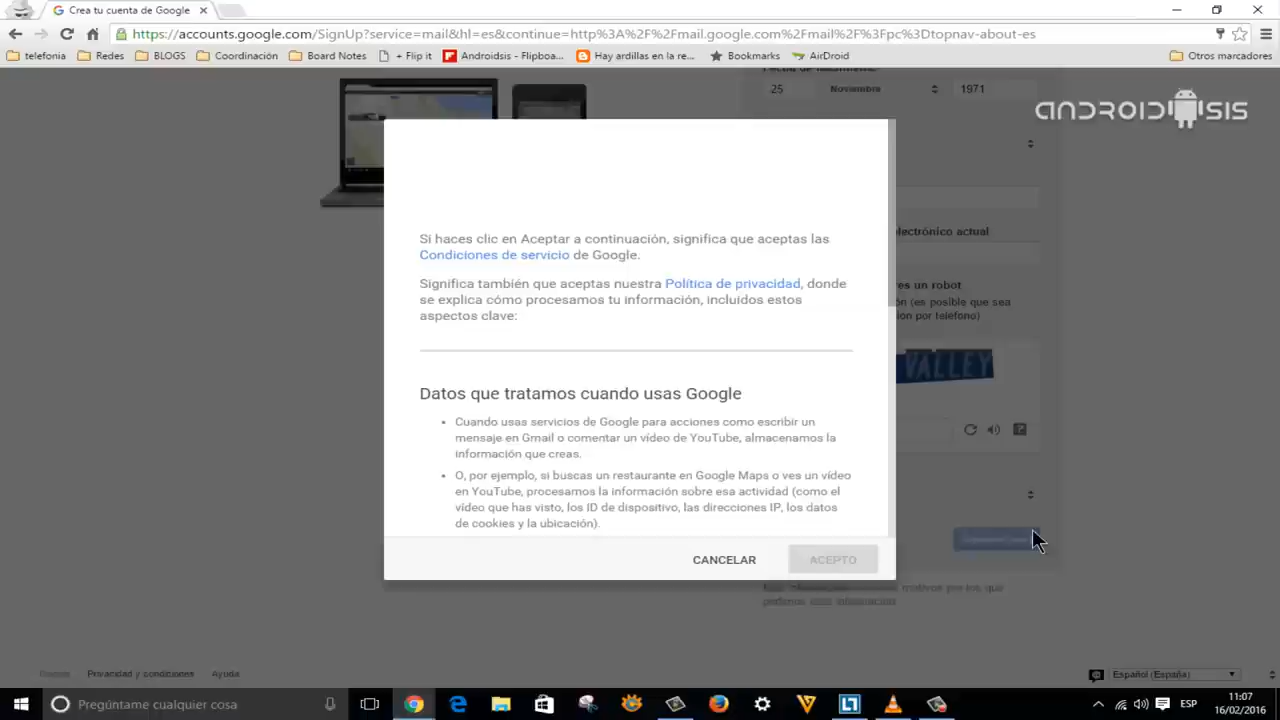 Crea tu cuenta de Google
https://accounts.google.com/SignUp?service=mail&hl=es&continue=http%3A%2F%2Fmail.google.com%2Fmail%2F%3Fpc%3Dtopnav-about-es
telefonia Redes BLOGS Coordinación Board Notes + Flip it Androidsis - Flipboa... Hay ardillas en la re... Bookmarks AirDroid Otros marcadores
25 Noviembre 1971
ANDROIDSIS
Si haces clic en Aceptar a continuación, significa que aceptas las
Condiciones de servicio de Google.
Significa también que aceptas nuestra Política de privacidad, donde
se explica cómo procesamos tu información, incluidos estos
aspectos clave:
Datos que tratamos cuando usas Google
• Cuando usas servicios de Google para acciones como escribir un
mensaje en Gmail o comentar un vídeo de YouTube, almacenamos la
información que creas.
• O, por ejemplo, si buscas un restaurante en Google Maps o ves un vídeo
en YouTube, procesamos la información sobre esa actividad (como el
vídeo que has visto, los ID de dispositivo, las direcciones IP, los datos
de cookies y la ubicación).
CANCELAR ACEPTO
electrónico actual
res un robot
ón (es posible que sea
ión por teléfono)
VALLEY
motivos por los que
pedimos esta información
Privacidad y condiciones Ayuda
Español (España)
Pregúntame cualquier cosa
ESP
11:07
16/02/2016